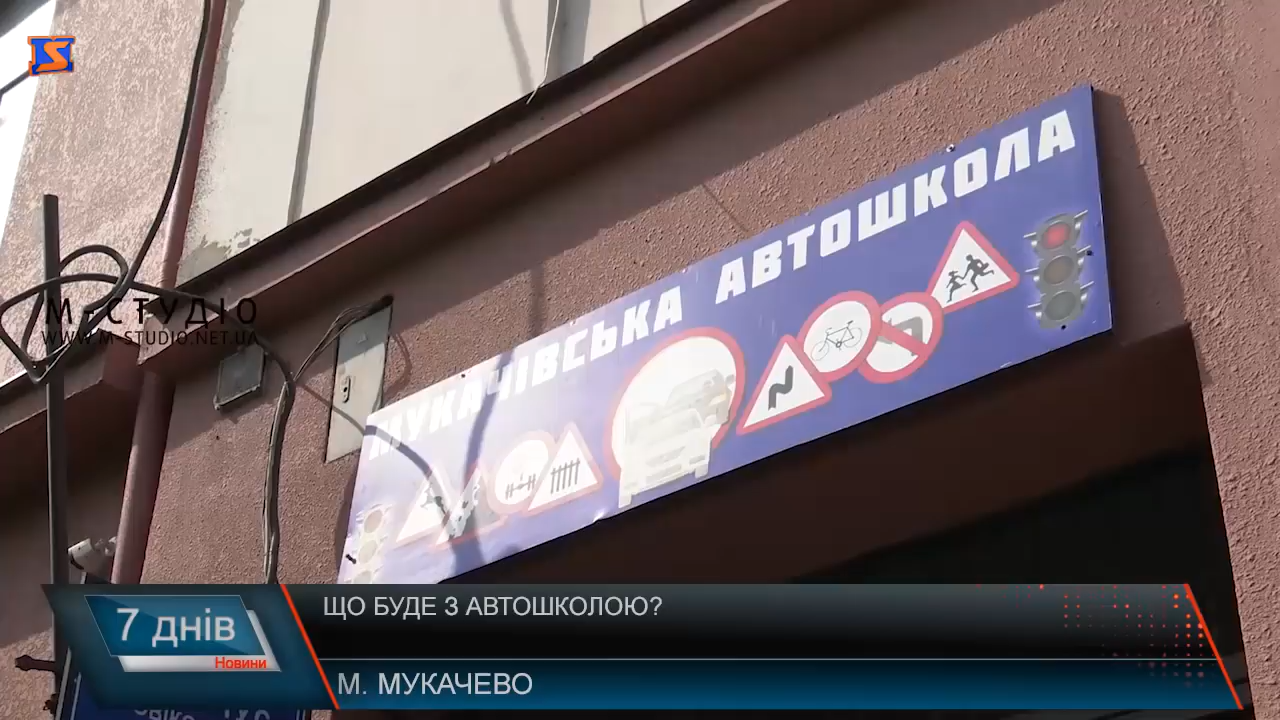 М-СТУДІО
WWW.M-STUDIO.NET.UA
МУКАЧІВСЬКА АВТОШКОЛА
ЩО БУДЕ З АВТОШКОЛОЮ?
7 днів
Новини
М. МУКАЧЕВО